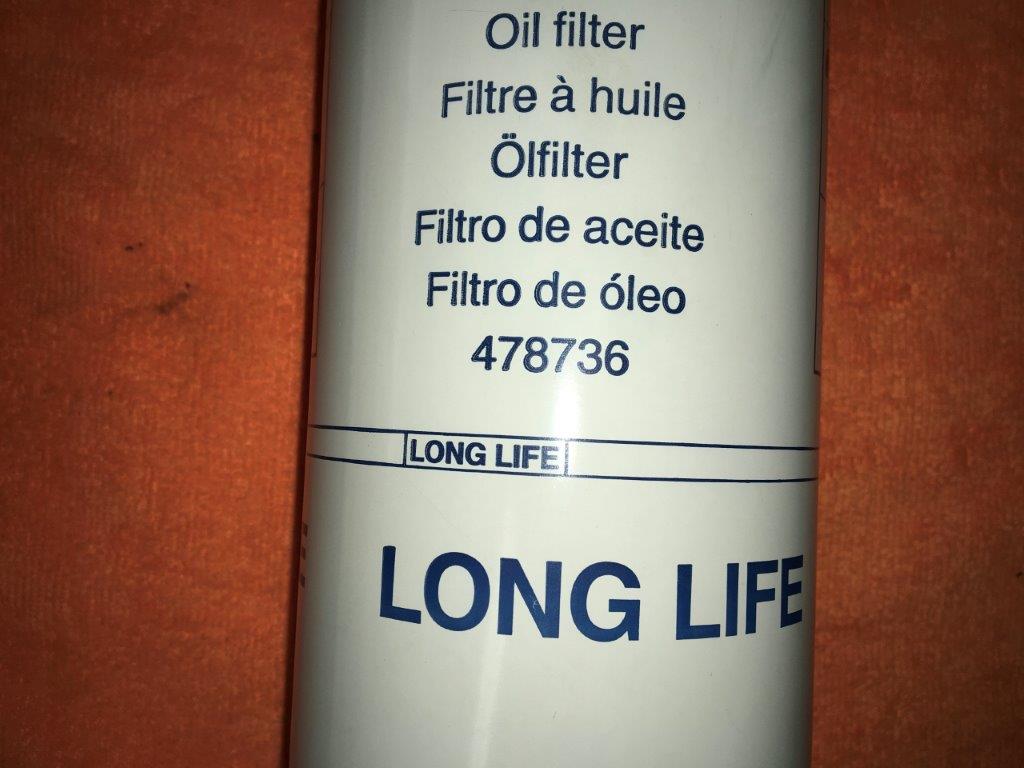 Oil filter
Filtre à huile
Ölfilter
Filtro de aceite
Filtro de óleo
478736
LONG LIFE
LONG LIFE